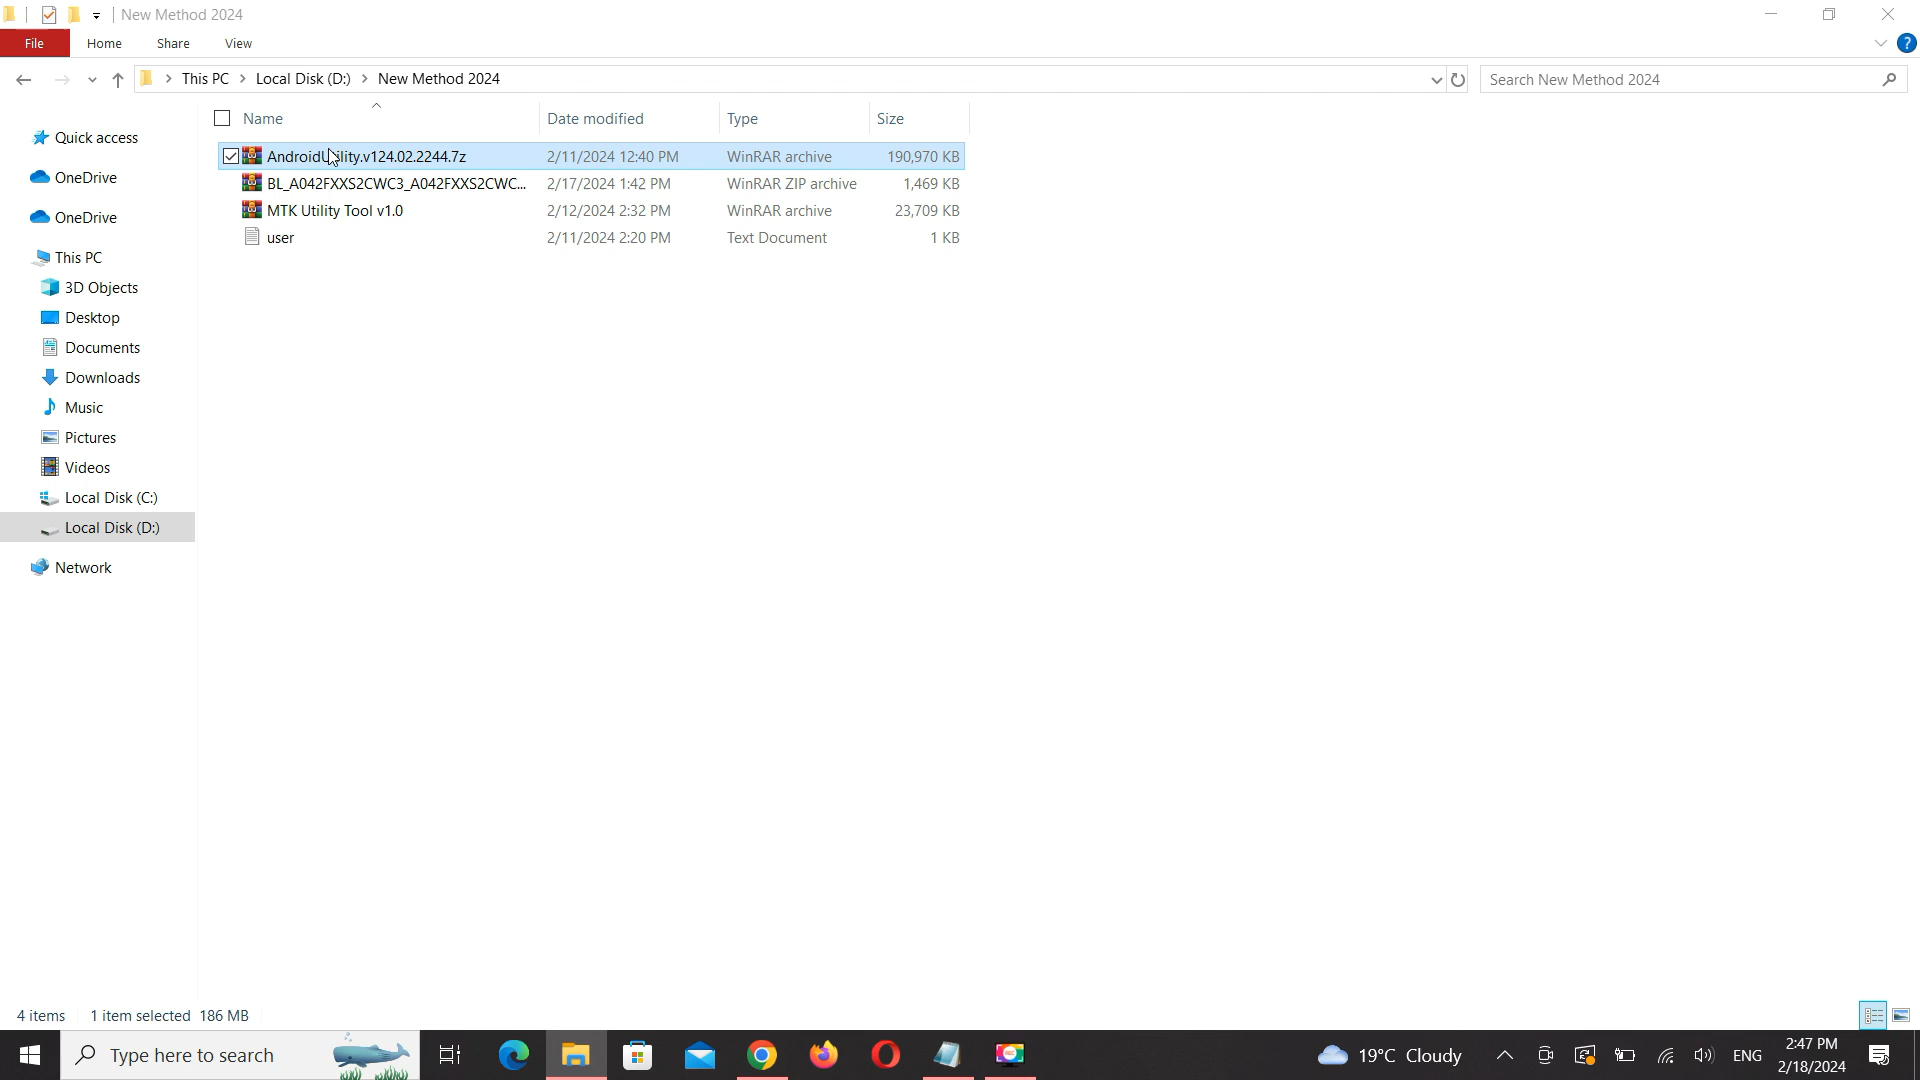 New Method 2024
File Home Share View
This PC Local Disk (D:) New Method 2024 Search New Method 2024
Name Date modified Type Size
AndroidUtility.v124.02.2244.7z 2/11/2024 12:40 PM WinRAR archive 190,970 KB
BL_A042FXXS2CWC3_A042FXXS2CWC... 2/17/2024 1:42 PM WinRAR ZIP archive 1,469 KB
MTK Utility Tool v1.0 2/12/2024 2:32 PM WinRAR archive 23,709 KB
user 2/11/2024 2:20 PM Text Document 1 KB
Quick access
OneDrive
OneDrive
This PC
3D Objects
Desktop
Documents
Downloads
Music
Pictures
Videos
Local Disk (C:)
Local Disk (D:)
Network
4 items 1 item selected 186 MB
Type here to search 19°C Cloudy ENG 2:47 PM
2/18/2024